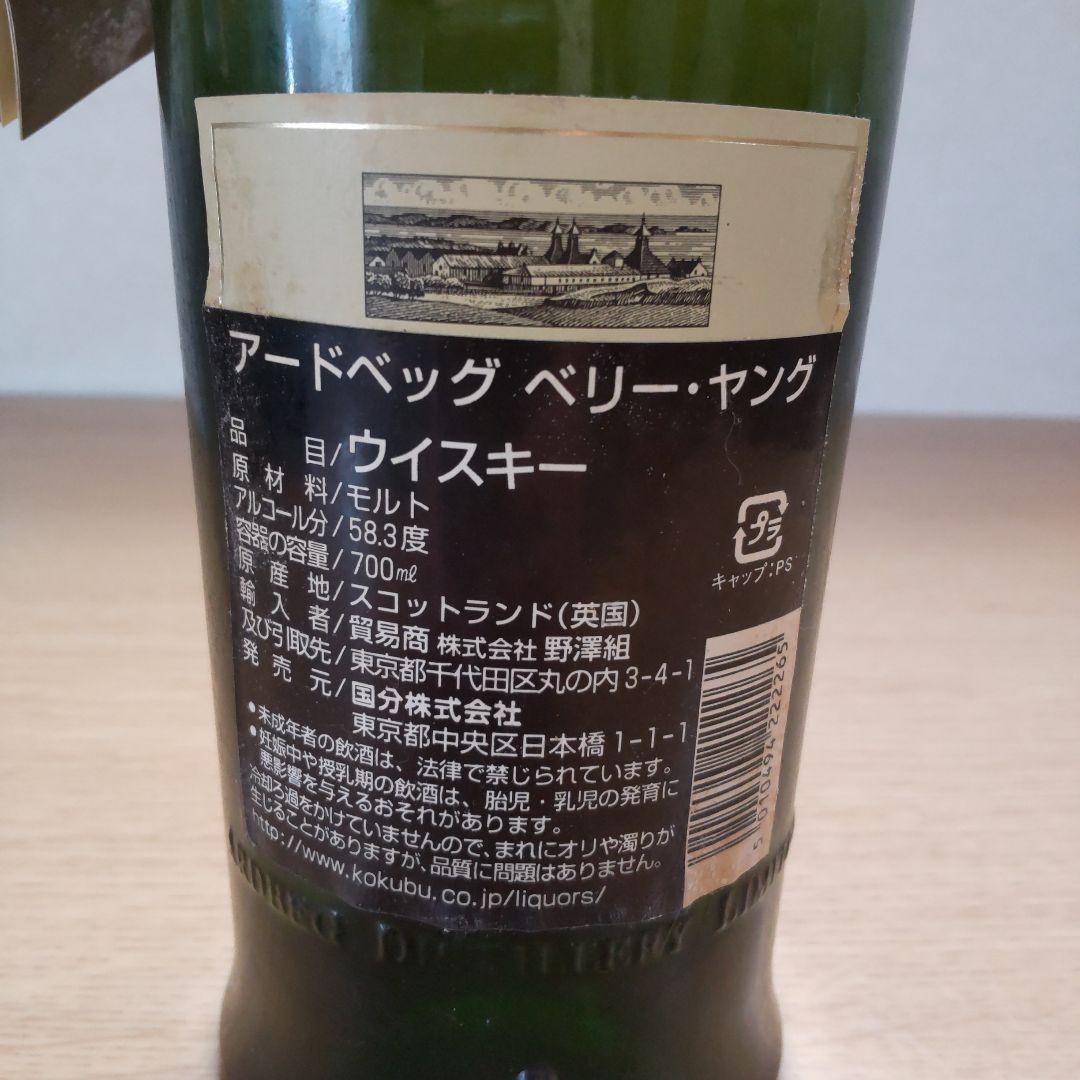 アードベッグ ベリー・ヤング
品目/ウイスキー
原材料/モルト
アルコール分/58.3度
容器の容量/700㎖
原産地/スコットランド(英国)
輸入者/貿易商 株式会社 野澤組
及び引取先/東京都千代田区丸の内3-4-1
発売元/国分株式会社
東京都中央区日本橋1-1-1
•未成年者の飲酒は、法律で禁じられています。
•妊娠中や授乳期の飲酒は、胎児・乳児の発育に
悪影響を与えるおそれがあります。
冷却ろ過をかけていませんので、まれにオリや濁りが
生じることがありますが、品質に問題はありません。
http://www.kokubu.co.jp/liquors/
プラ
キャップ:PS
5 010494 222265
ARDBEG DISTILLERY LIMITED